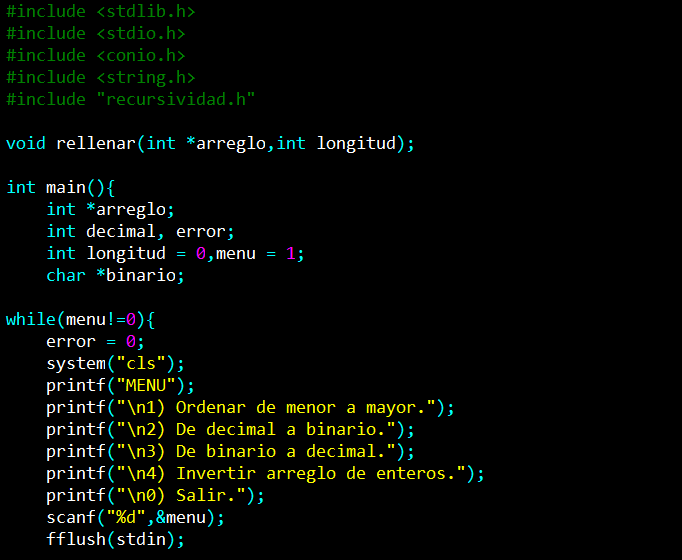 #include <stdlib.h>
#include <stdio.h>
#include <conio.h>
#include <string.h>
#include "recursividad.h"

void rellenar(int *arreglo,int longitud);

int main(){
    int *arreglo;
    int decimal, error;
    int longitud = 0,menu = 1;
    char *binario;

while(menu!=0){
    error = 0;
    system("cls");
    printf("MENU");
    printf("\n1) Ordenar de menor a mayor.");
    printf("\n2) De decimal a binario.");
    printf("\n3) De binario a decimal.");
    printf("\n4) Invertir arreglo de enteros.");
    printf("\n0) Salir.");
    scanf("%d",&menu);
    fflush(stdin);